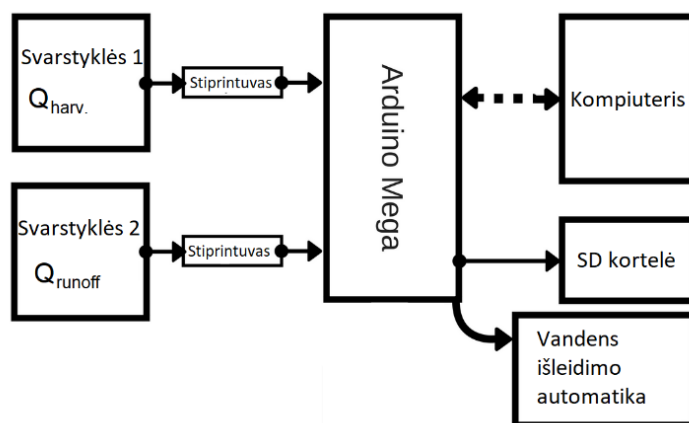 Svarstyklės 1
Qharv.
Stiprintuvas
Svarstyklės 2
Qrunoff
Stiprintuvas
Arduino Mega
Kompiuteris
SD kortelė
Vandens
išleidimo
automatika